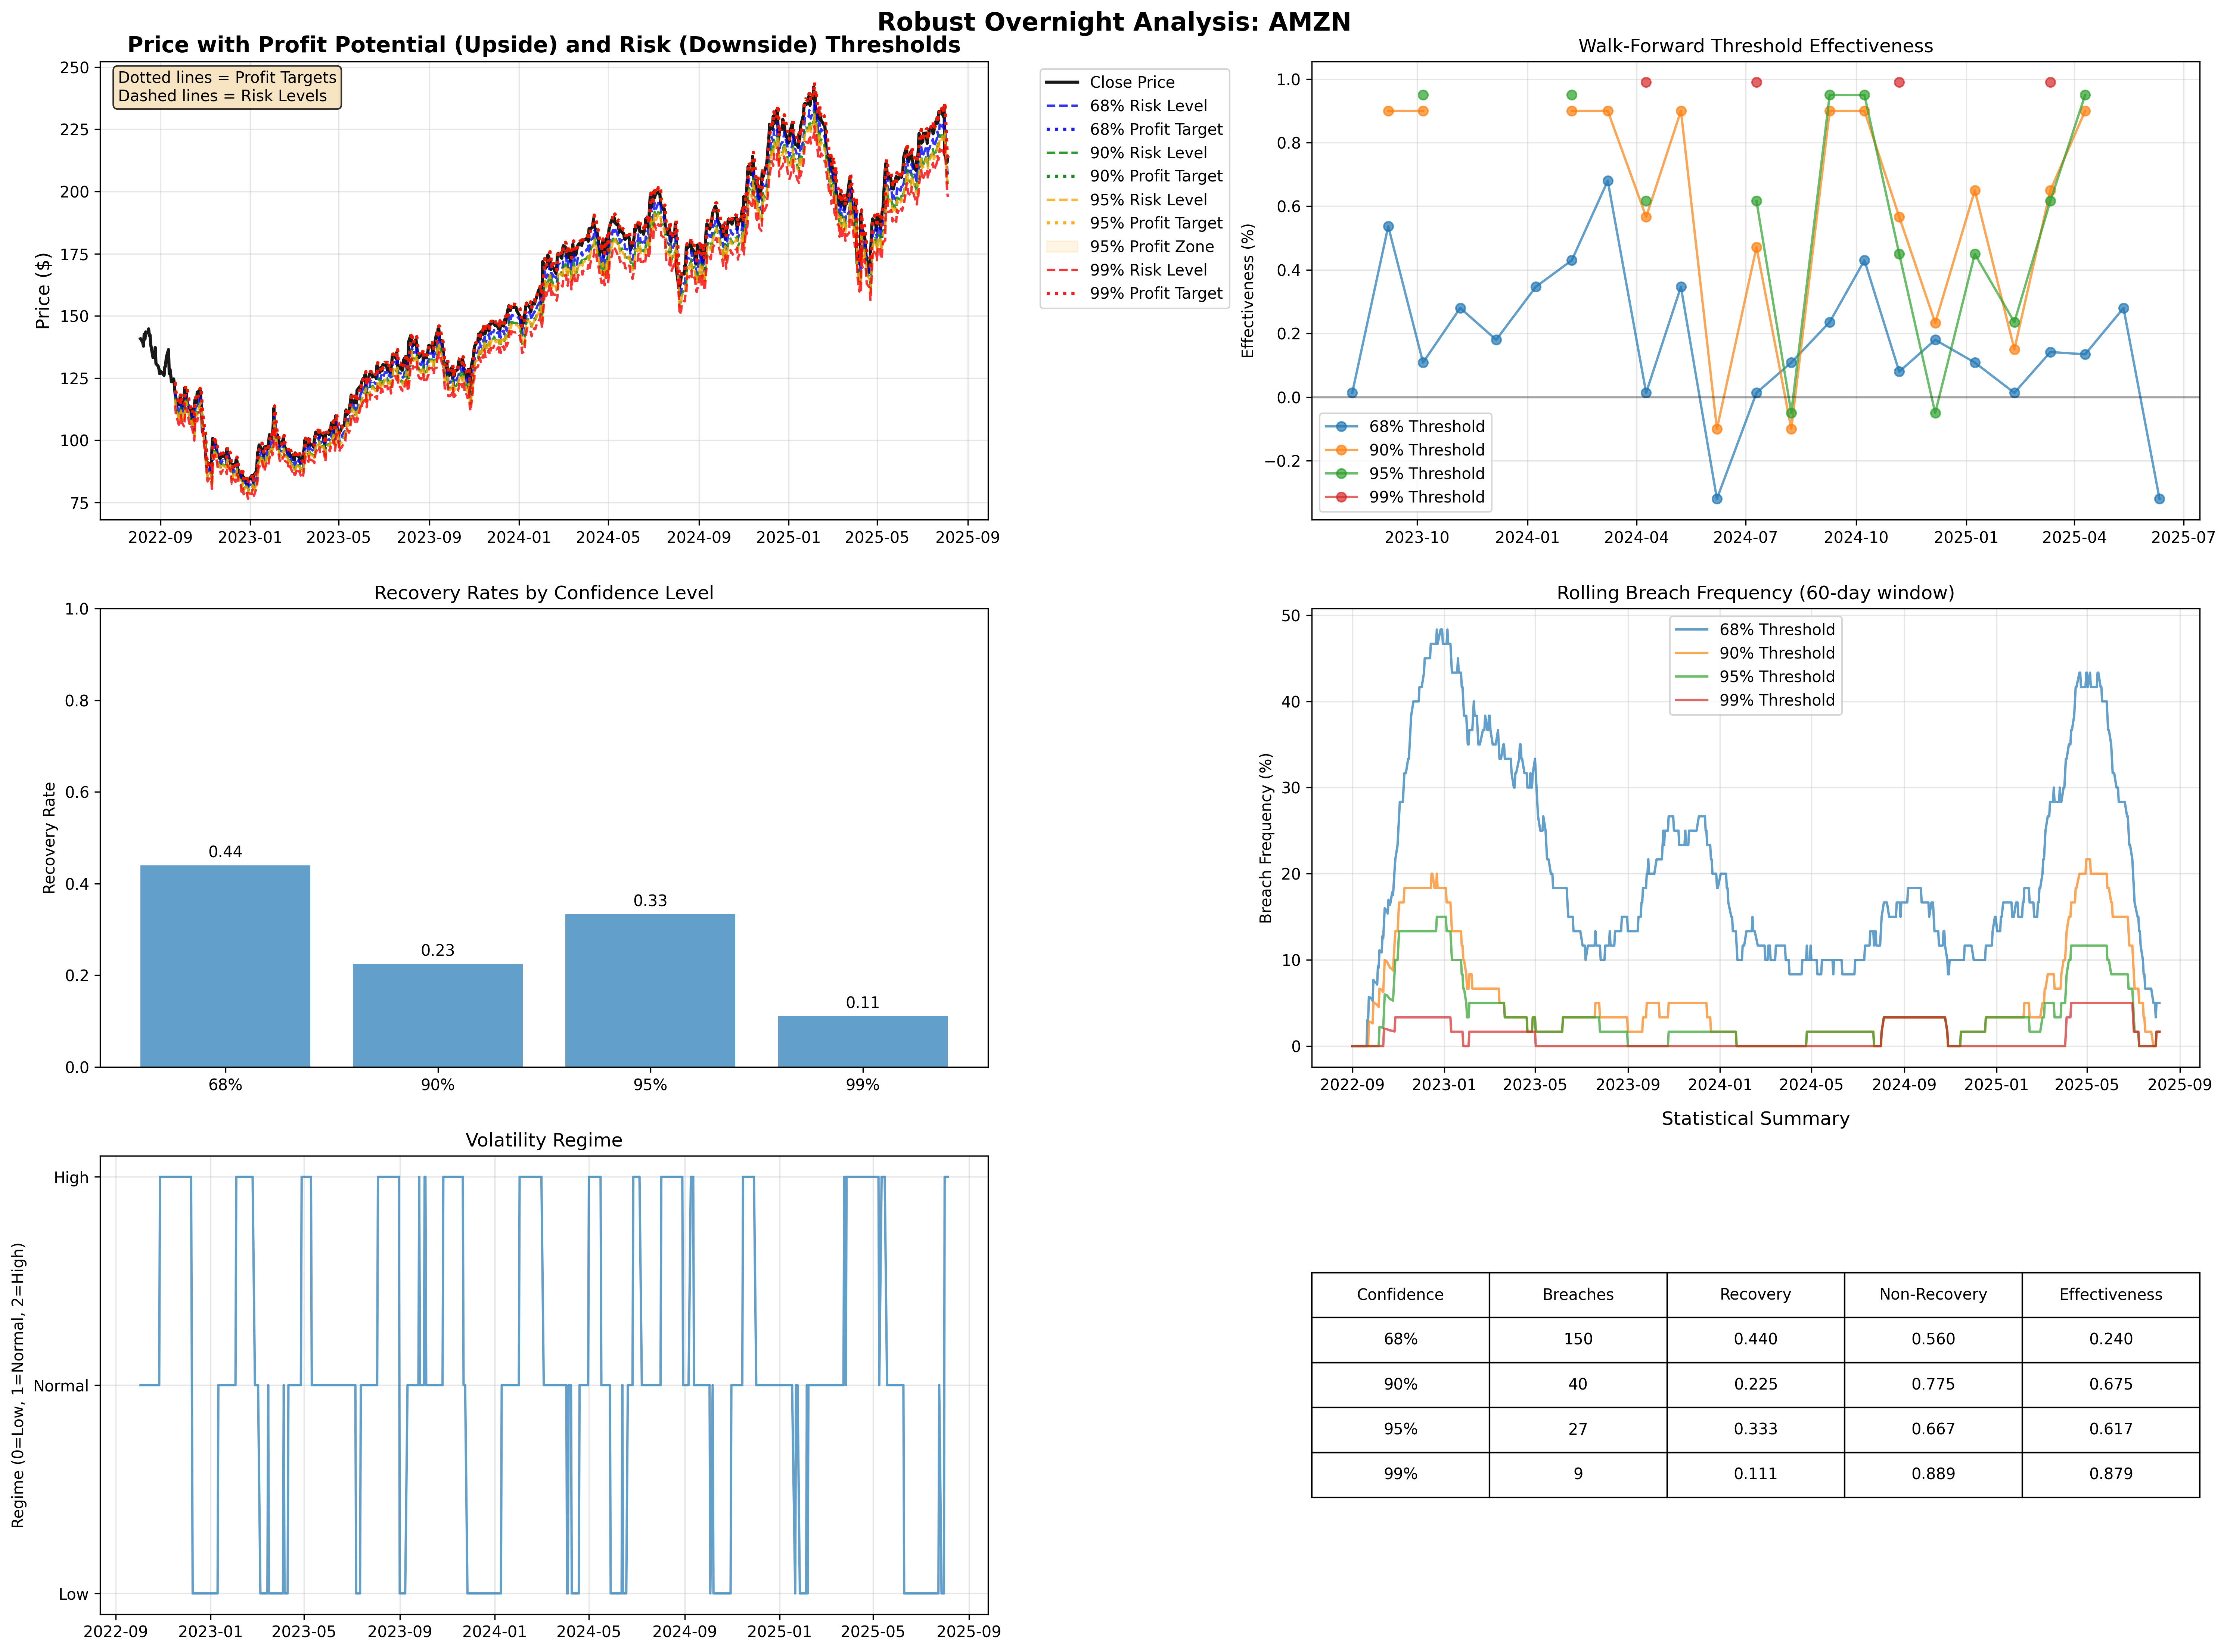 Robust Overnight Analysis: AMZN
Price with Profit Potential (Upside) and Risk (Downside) Thresholds
Dotted lines = Profit Targets
Dashed lines = Risk Levels
Price ($)
250
225
200
175
150
125
100
75
2022-09 2023-01 2023-05 2023-09 2024-01 2024-05 2024-09 2025-01 2025-05 2025-09
Close Price
68% Risk Level
68% Profit Target
90% Risk Level
90% Profit Target
95% Risk Level
95% Profit Target
95% Profit Zone
99% Risk Level
99% Profit Target
Walk-Forward Threshold Effectiveness
Effectiveness (%)
1.0
0.8
0.6
0.4
0.2
0.0
−0.2
68% Threshold
90% Threshold
95% Threshold
99% Threshold
2023-10 2024-01 2024-04 2024-07 2024-10 2025-01 2025-04 2025-07
Recovery Rates by Confidence Level
Recovery Rate
1.0
0.8
0.6
0.4
0.2
0.0
0.44
0.23
0.33
0.11
68% 90% 95% 99%
Rolling Breach Frequency (60-day window)
Breach Frequency (%)
50
40
30
20
10
0
68% Threshold
90% Threshold
95% Threshold
99% Threshold
2022-09 2023-01 2023-05 2023-09 2024-01 2024-05 2024-09 2025-01 2025-05 2025-09
Volatility Regime
Regime (0=Low, 1=Normal, 2=High)
High
Normal
Low
2022-09 2023-01 2023-05 2023-09 2024-01 2024-05 2024-09 2025-01 2025-05 2025-09
Statistical Summary
Confidence Breaches Recovery Non-Recovery Effectiveness
68% 150 0.440 0.560 0.240
90% 40 0.225 0.775 0.675
95% 27 0.333 0.667 0.617
99% 9 0.111 0.889 0.879